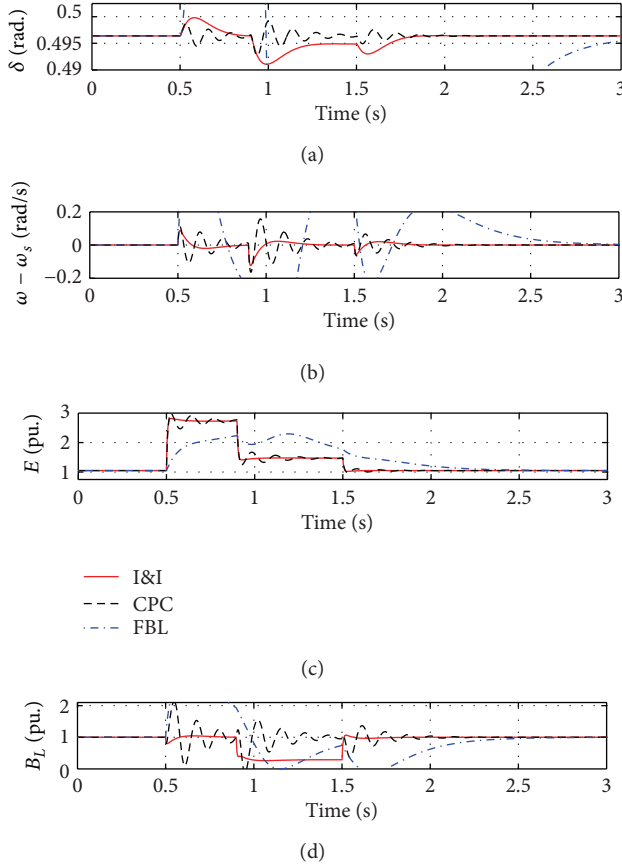 0.5
0.495
0.49
δ (rad.)
0 0.5 1 1.5 2 2.5 3
Time (s)
(a)
0.2
0
−0.2
ω − ωₛ (rad/s)
0 0.5 1 1.5 2 2.5 3
Time (s)
(b)
3
2
1
E (pu.)
0 0.5 1 1.5 2 2.5 3
Time (s)
I&I
CPC
FBL
(c)
2
1
0
B_L (pu.)
0 0.5 1 1.5 2 2.5 3
Time (s)
(d)